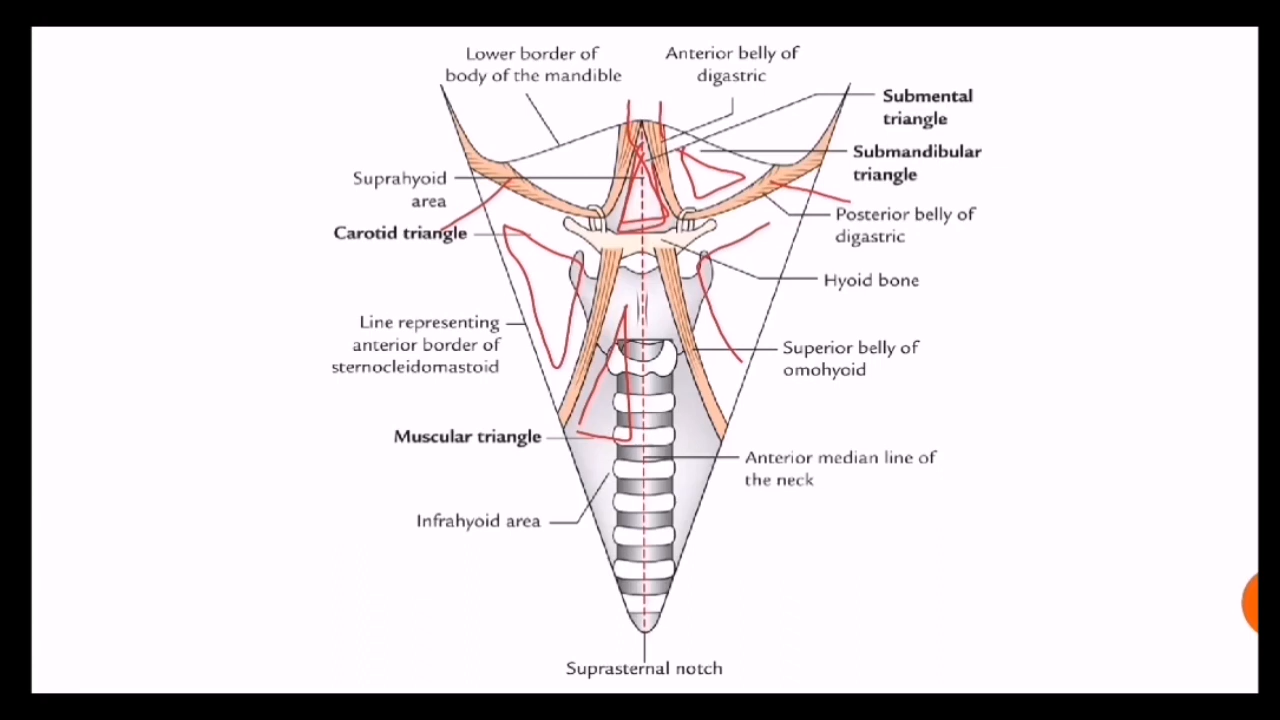 Lower border of
body of the mandible
Anterior belly of
digastric
Submental
triangle
Submandibular
triangle
Suprahyoid
area
Posterior belly of
digastric
Carotid triangle
Hyoid bone
Line representing
anterior border of
sternocleidomastoid
Superior belly of
omohyoid
Muscular triangle
Anterior median line of
the neck
Infrahyoid area
Suprasternal notch